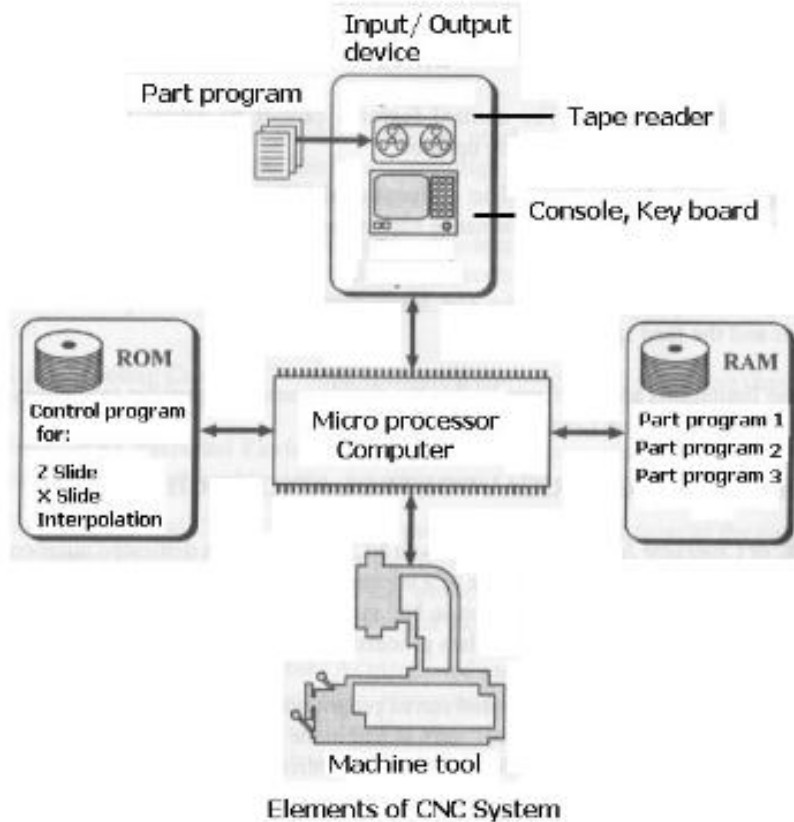 Input/ Output
device
Part program
Tape reader
Console, Key board
ROM
Control program
for:
Z Slide
X Slide
Interpolation
Micro processor
Computer
RAM
Part program 1
Part program 2
Part program 3
Machine tool
Elements of CNC System